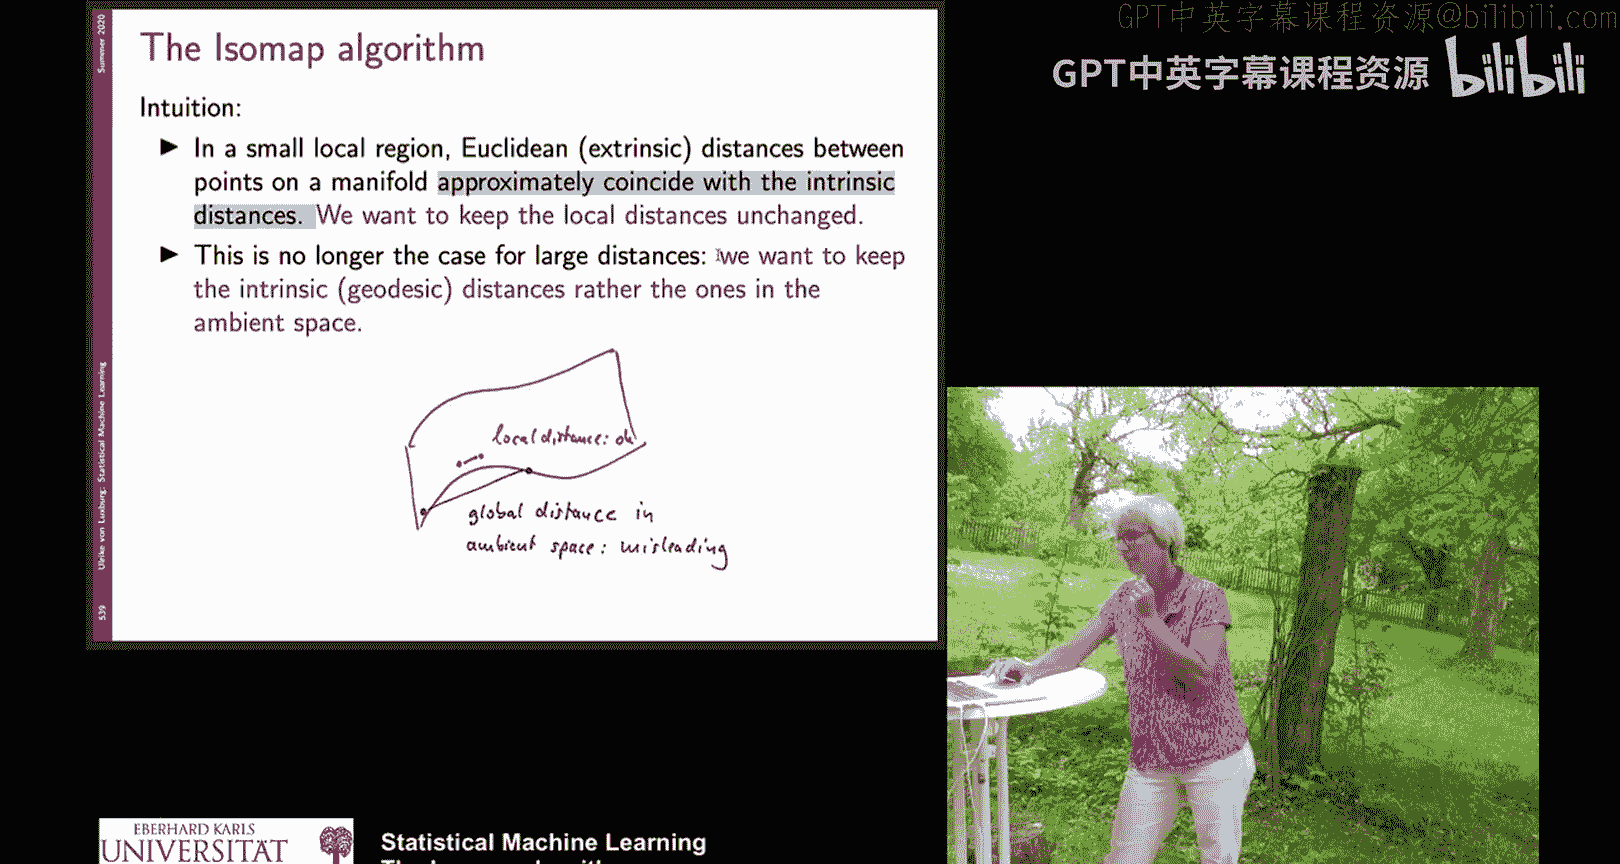 GPT中英字幕课程资源@bilibili.com
GPT中英字幕课程资源 bilibili
Summer 2020
The Isomap algorithm
Intuition:
► In a small local region, Euclidean (extrinsic) distances between
points on a manifold approximately coincide with the intrinsic
distances. We want to keep the local distances unchanged.
► This is no longer the case for large distances: we want to keep
the intrinsic (geodesic) distances rather the ones in the
ambient space.
local distance: ok
global distance in
ambient space: misleading
Ulrike von Luxburg: Statistical Machine Learning
539
EBERHARD KARLS
UNIVERSITÄT
Statistical Machine Learning
The Isomap algorithm